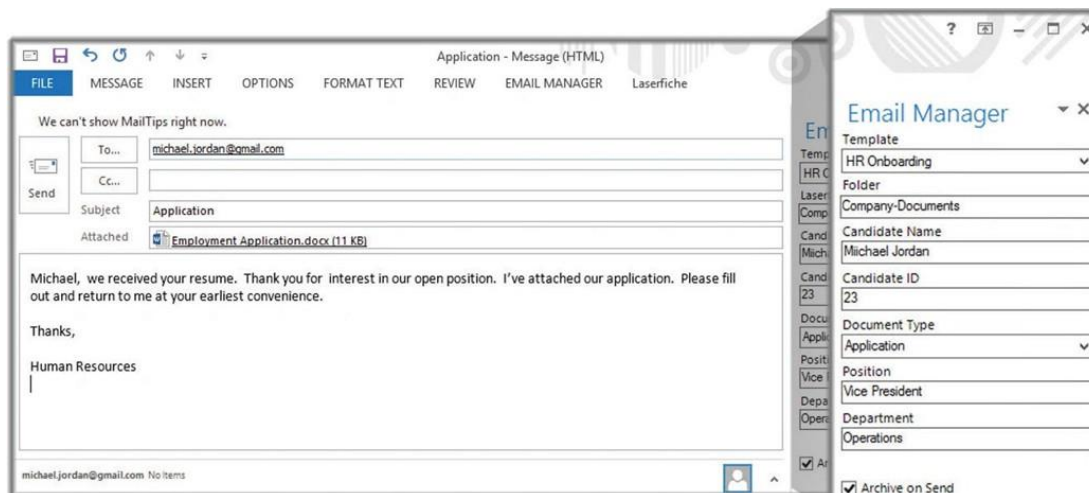 Application - Message (HTML)
FILE MESSAGE INSERT OPTIONS FORMAT TEXT REVIEW EMAIL MANAGER Laserfiche
We can't show MailTips right now.
Send
To... michael.jordan@gmail.com
Cc...
Subject Application
Attached Employment Application.docx (11 KB)
Michael, we received your resume. Thank you for interest in our open position. I've attached our application. Please fill
out and return to me at your earliest convenience.
Thanks,
Human Resources
michael.jordan@gmail.com No Items
?
Email Manager
Template
HR Onboarding
Folder
Company-Documents
Candidate Name
Miichael Jordan
Candidate ID
23
Document Type
Application
Position
Vice President
Department
Operations
Archive on Send